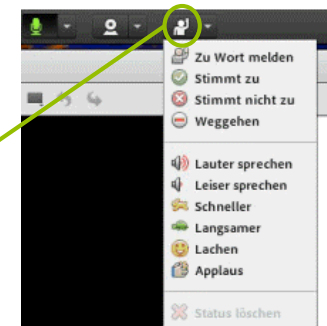 Zu Wort melden
Stimmt zu
Stimmt nicht zu
Weggehen
Lauter sprechen
Leiser sprechen
Schneller
Langsamer
Lachen
Applaus
Status löschen